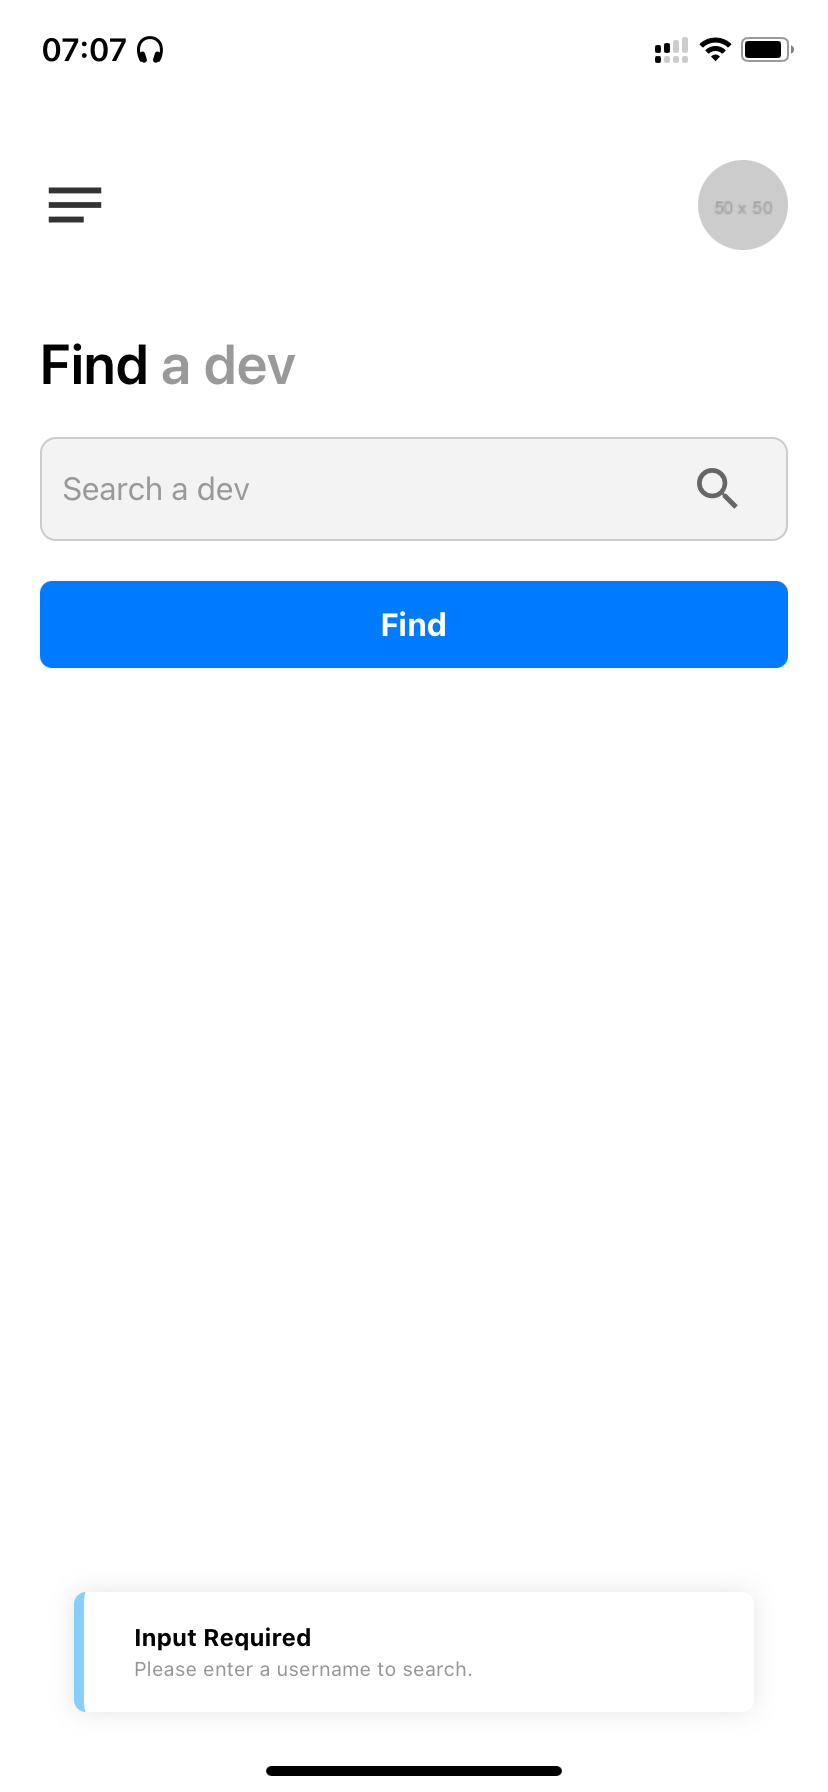 07:07
50 x 50
Find a dev
Search a dev
Find
Input Required
Please enter a username to search.